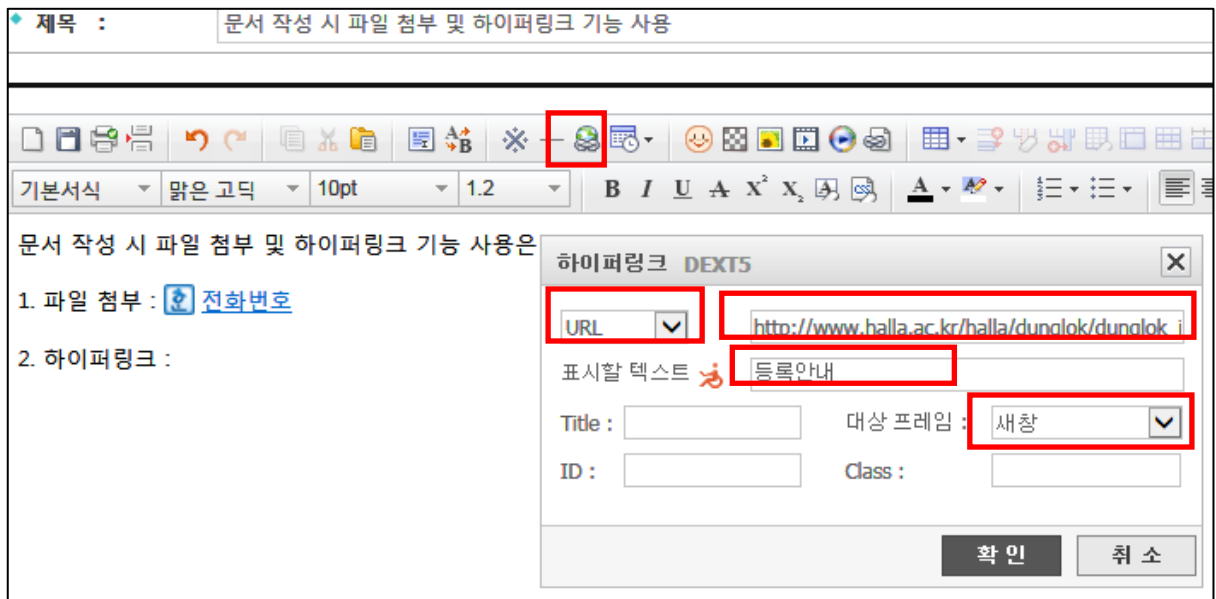 제목 :
문서 작성 시 파일 첨부 및 하이퍼링크 기능 사용
기본서식 맑은 고딕 10pt 1.2 B I U A X² X₂ A css A
문서 작성 시 파일 첨부 및 하이퍼링크 기능 사용은
1. 파일 첨부 : 전화번호
2. 하이퍼링크 :
하이퍼링크 DEXT5
URL http://www.halla.ac.kr/halla/dunglok/dunglok_i
표시할 텍스트 등록안내
Title : 대상 프레임 : 새창
ID : Class :
확인 취소